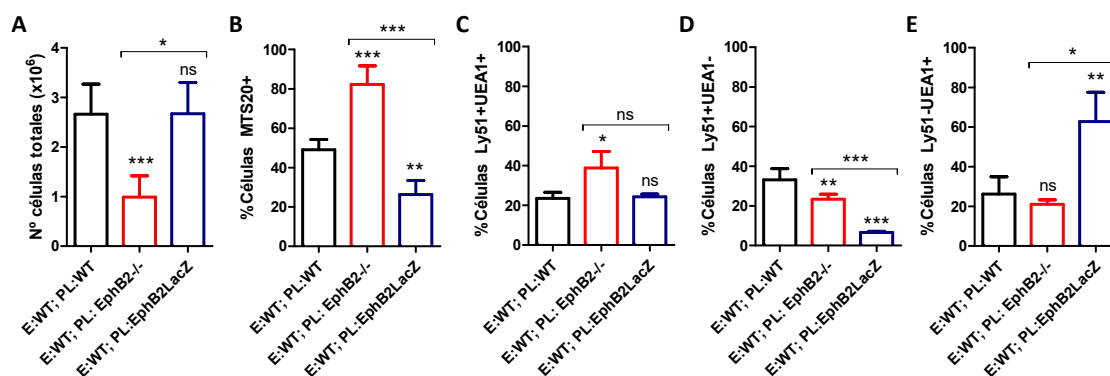 A
Nº células totales (x10⁶)
4
3
2
1
0
*
***
ns
E:WT; PL:WT
E:WT; PL: EphB2-/-
E:WT; PL:EphB2LacZ
B
%Células MTS20+
100
80
60
40
20
0
***
***
**
E:WT; PL:WT
E:WT; PL: EphB2-/-
E:WT; PL:EphB2LacZ
C
%Células Ly51+UEA1+
100
80
60
40
20
0
ns
*
ns
E:WT; PL:WT
E:WT; PL: EphB2-/-
E:WT; PL:EphB2LacZ
D
%Células Ly51+UEA1-
100
80
60
40
20
0
***
**
***
E:WT; PL:WT
E:WT; PL: EphB2-/-
E:WT; PL:EphB2LacZ
E
%Células Ly51-UEA1+
100
80
60
40
20
0
*
ns
**
E:WT; PL:WT
E:WT; PL: EphB2-/-
E:WT; PL:EphB2LacZ